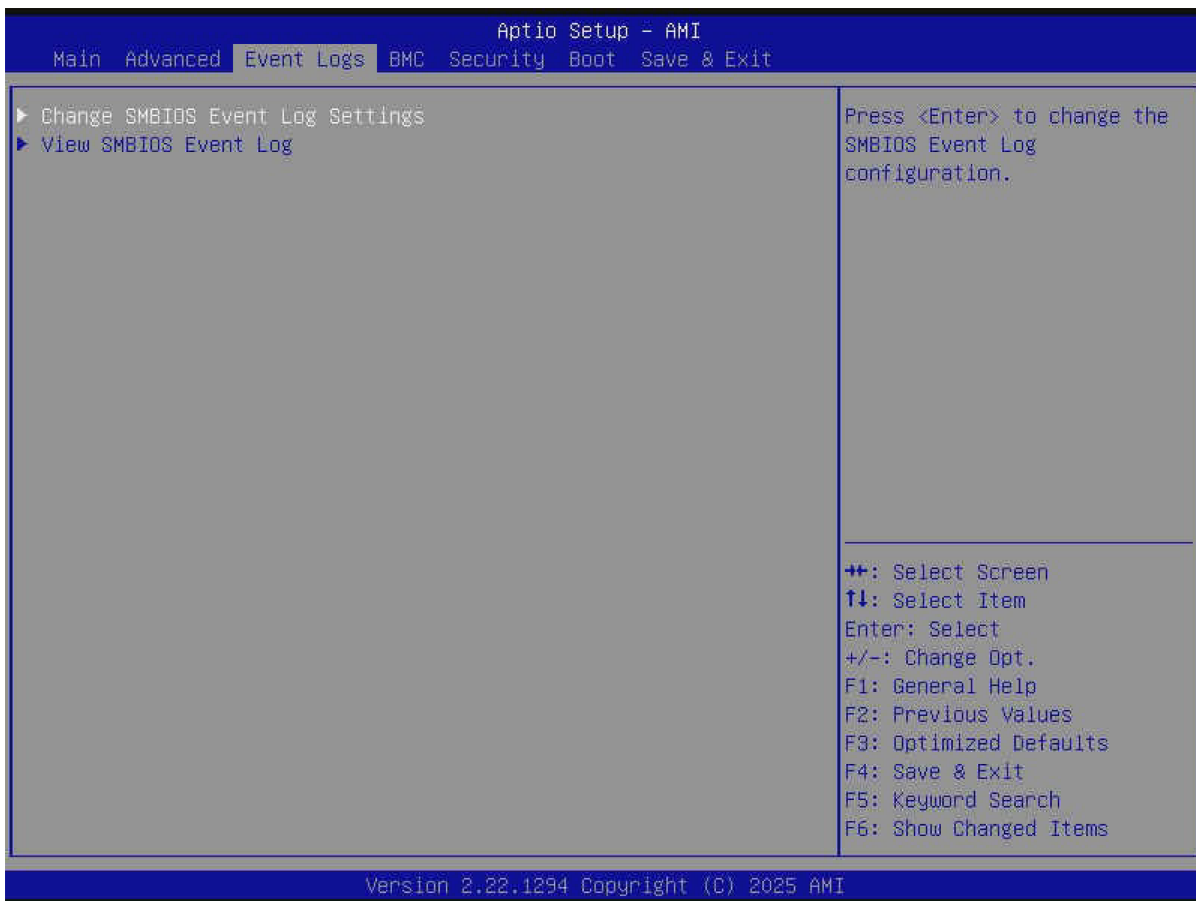 Aptio Setup - AMI
Main Advanced Event Logs BMC Security Boot Save & Exit
▶ Change SMBIOS Event Log Settings
▶ View SMBIOS Event Log
Press <Enter> to change the
SMBIOS Event Log
configuration.
→←: Select Screen
↑↓: Select Item
Enter: Select
+/-: Change Opt.
F1: General Help
F2: Previous Values
F3: Optimized Defaults
F4: Save & Exit
F5: Keyword Search
F6: Show Changed Items
Version 2.22.1294 Copyright (C) 2025 AMI